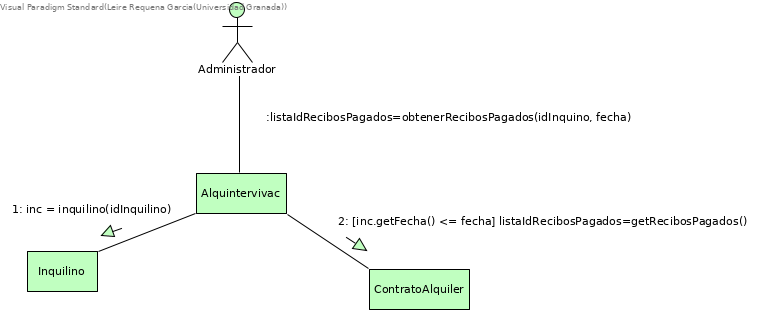 Visual Paradigm Standard(Leire Requena Garcia(Universidad Granada))
Administrador
:listaIdRecibosPagados=obtenerRecibosPagados(idInquino, fecha)
Alquintervivac
1: inc = inquilino(idInquilino)
2: [inc.getFecha() <= fecha] listaIdRecibosPagados=getRecibosPagados()
Inquilino
ContratoAlquiler